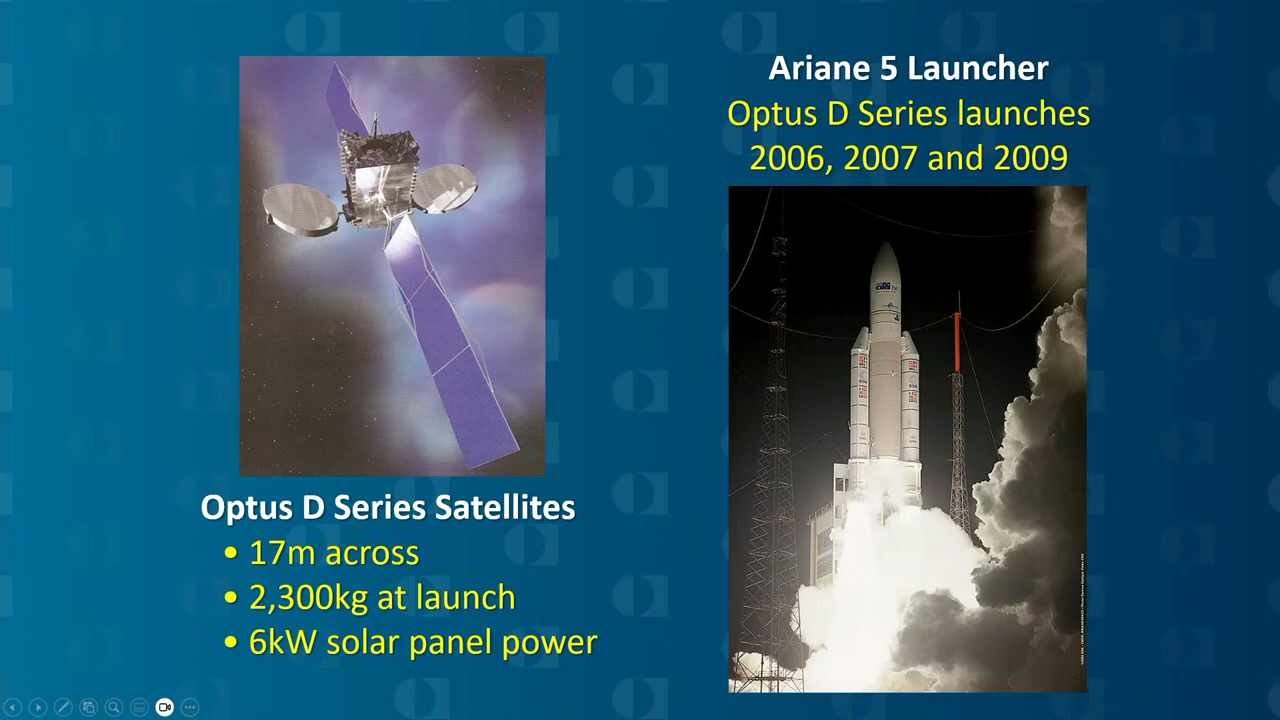 Ariane 5 Launcher
Optus D Series launches
2006, 2007 and 2009
Optus D Series Satellites
• 17m across
• 2,300kg at launch
• 6kW solar panel power